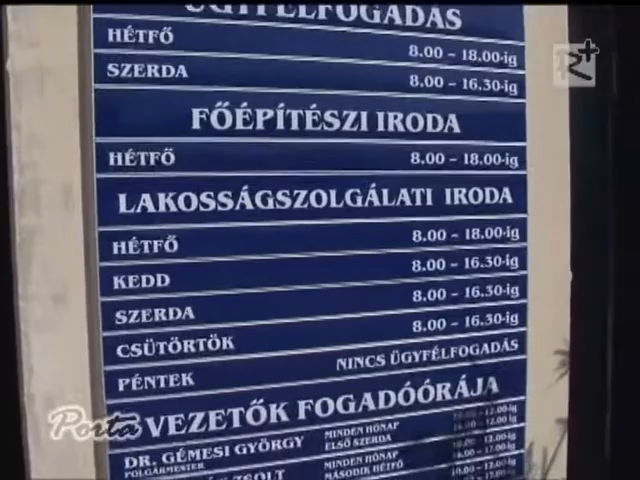 ÜGYFÉLFOGADÁS
HÉTFŐ 8.00 – 18.00-ig
SZERDA 8.00 – 16.30-ig
FŐÉPÍTÉSZI IRODA
HÉTFŐ 8.00 – 18.00-ig
LAKOSSÁGSZOLGÁLATI IRODA
HÉTFŐ 8.00 – 18.00-ig
KEDD 8.00 – 16.30-ig
SZERDA 8.00 – 16.30-ig
CSÜTÖRTÖK 8.00 – 16.30-ig
PÉNTEK NINCS ÜGYFÉLFOGADÁS
VEZETŐK FOGADÓÓRÁJA
DR. GÉMESI GYÖRGY
POLGÁRMESTER
MINDEN HÓNAP
ELSŐ SZERDA
MINDEN HÓNAP
MÁSODIK HÉTFŐ
R+
Porta